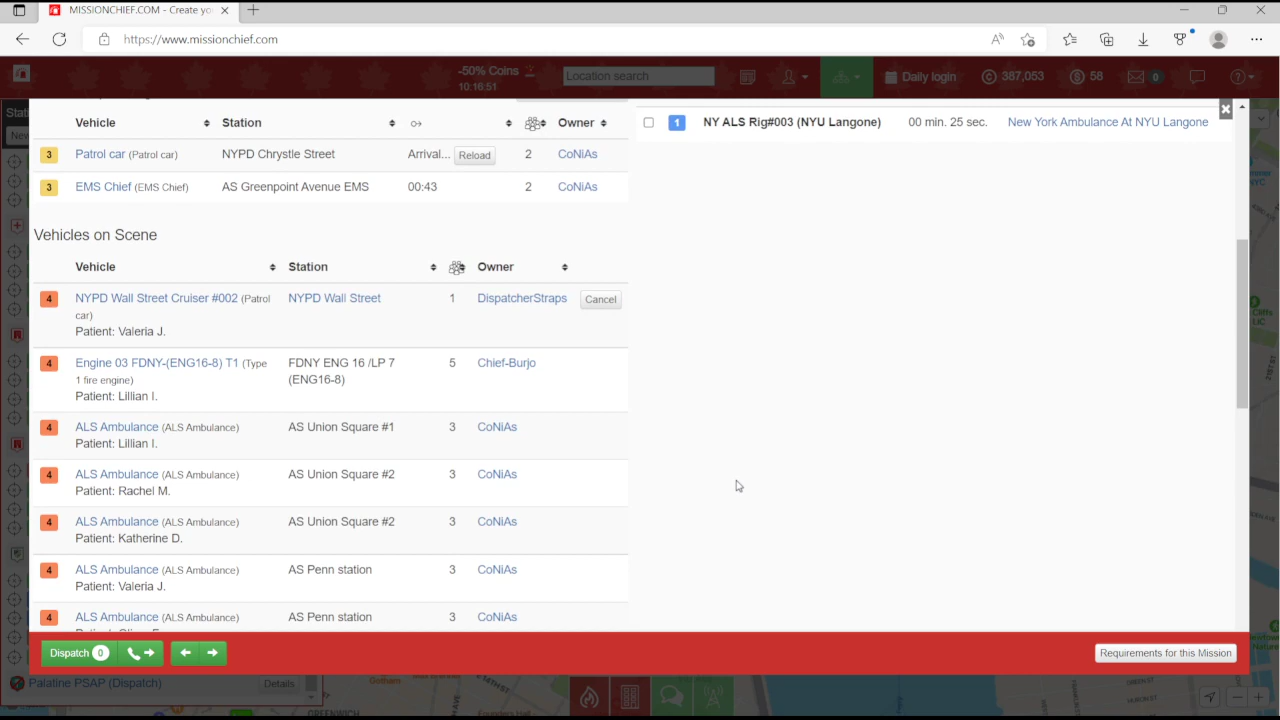 MISSIONCHIEF.COM - Create yo
https://www.missionchief.com
-50% Coins
10:16:51
Location search
Daily login
387,053
58
0
Stati
New
Vehicle Station Owner
3 Patrol car (Patrol car) NYPD Chrystle Street Arrival... Reload 2 CoNiAs
3 EMS Chief (EMS Chief) AS Greenpoint Avenue EMS 00:43 2 CoNiAs
Vehicles on Scene
Vehicle Station Owner
4 NYPD Wall Street Cruiser #002 (Patrol NYPD Wall Street 1 DispatcherStraps Cancel
car)
Patient: Valeria J.
4 Engine 03 FDNY-(ENG16-8) T1 (Type FDNY ENG 16 /LP 7 5 Chief-Burjo
1 fire engine) (ENG16-8)
Patient: Lillian I.
4 ALS Ambulance (ALS Ambulance) AS Union Square #1 3 CoNiAs
Patient: Lillian I.
4 ALS Ambulance (ALS Ambulance) AS Union Square #2 3 CoNiAs
Patient: Rachel M.
4 ALS Ambulance (ALS Ambulance) AS Union Square #2 3 CoNiAs
Patient: Katherine D.
4 ALS Ambulance (ALS Ambulance) AS Penn station 3 CoNiAs
Patient: Valeria J.
4 ALS Ambulance (ALS Ambulance) AS Penn station 3 CoNiAs
1 NY ALS Rig#003 (NYU Langone) 00 min. 25 sec. New York Ambulance At NYU Langone
Dispatch 0
Requirements for this Mission
Palatine PSAP (Dispatch) Details
Gotham
GREENWICH